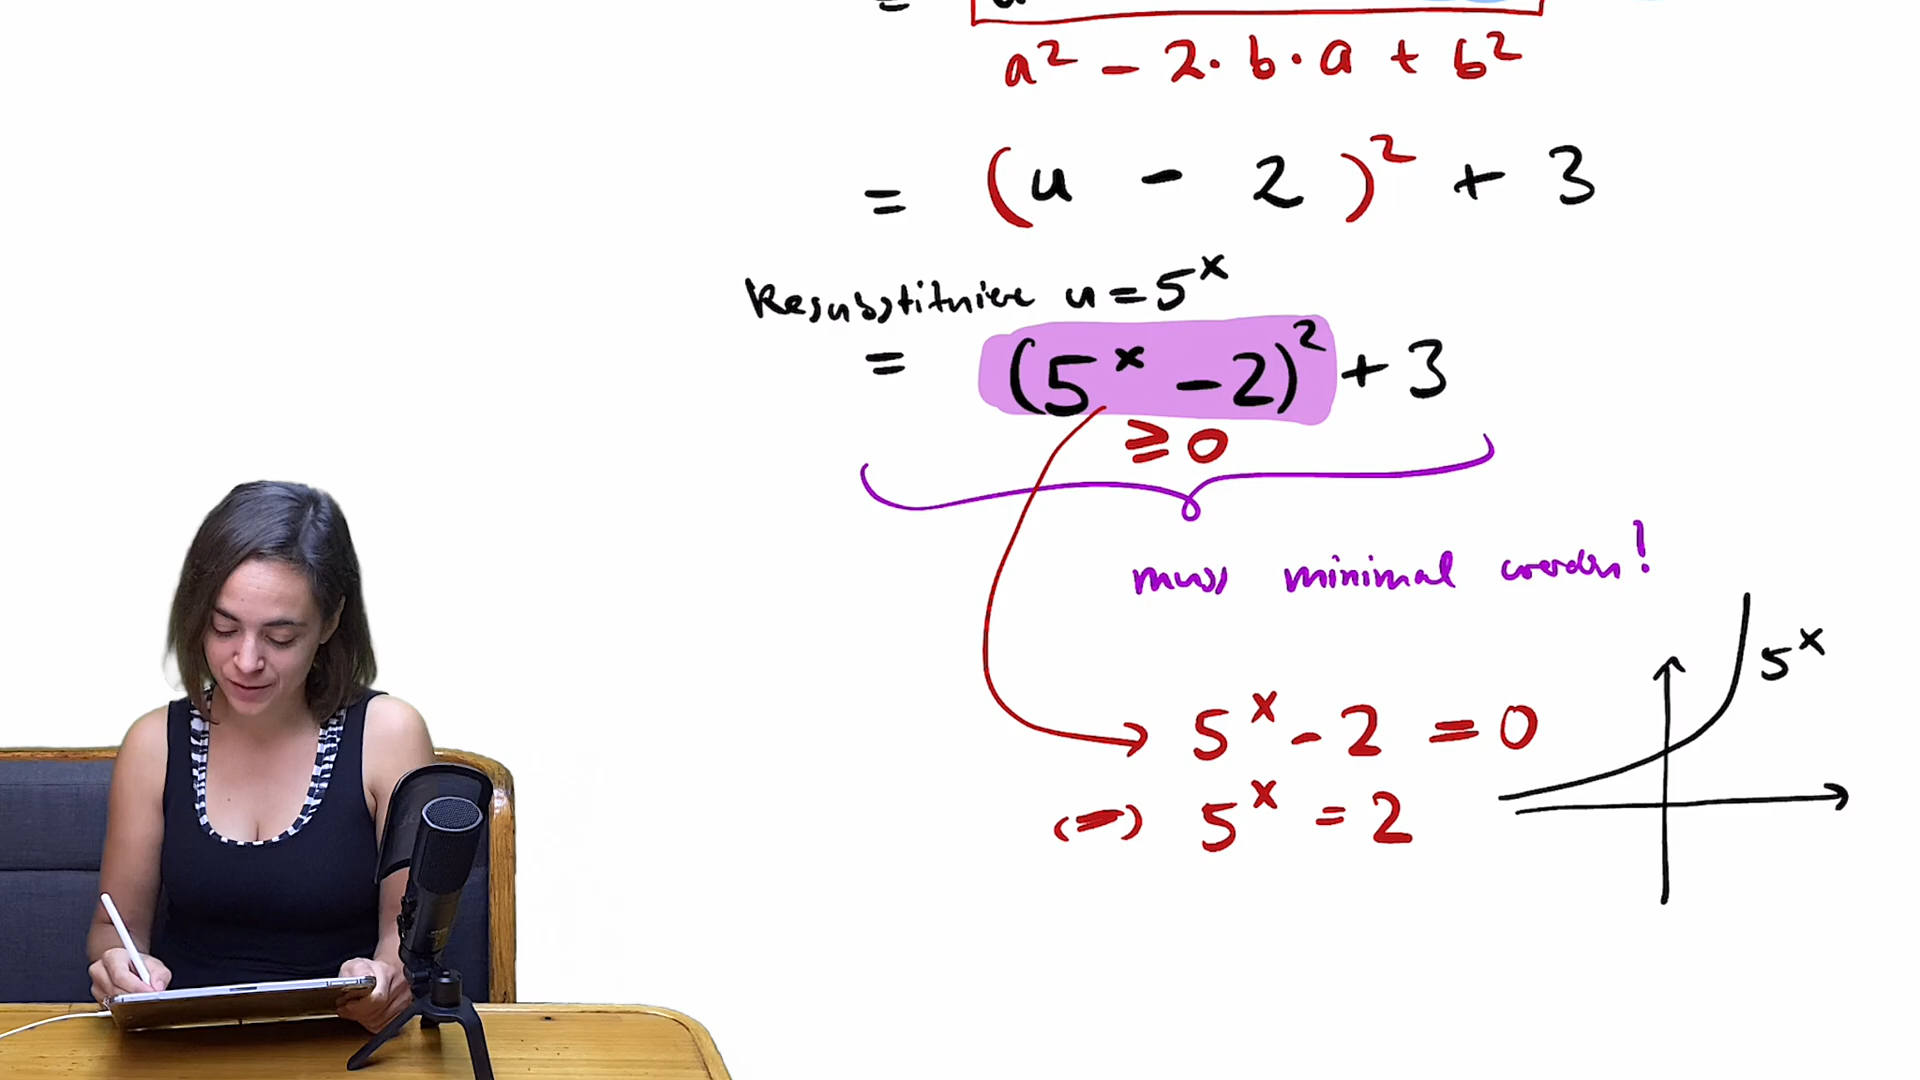 =
a² - 2 · b · a + b²
= (u - 2)² + 3
Resubstituiere u = 5ˣ
= (5ˣ - 2)² + 3
≥ 0
muss minimal werden!
5ˣ
5ˣ - 2 = 0
⇔ 5ˣ = 2